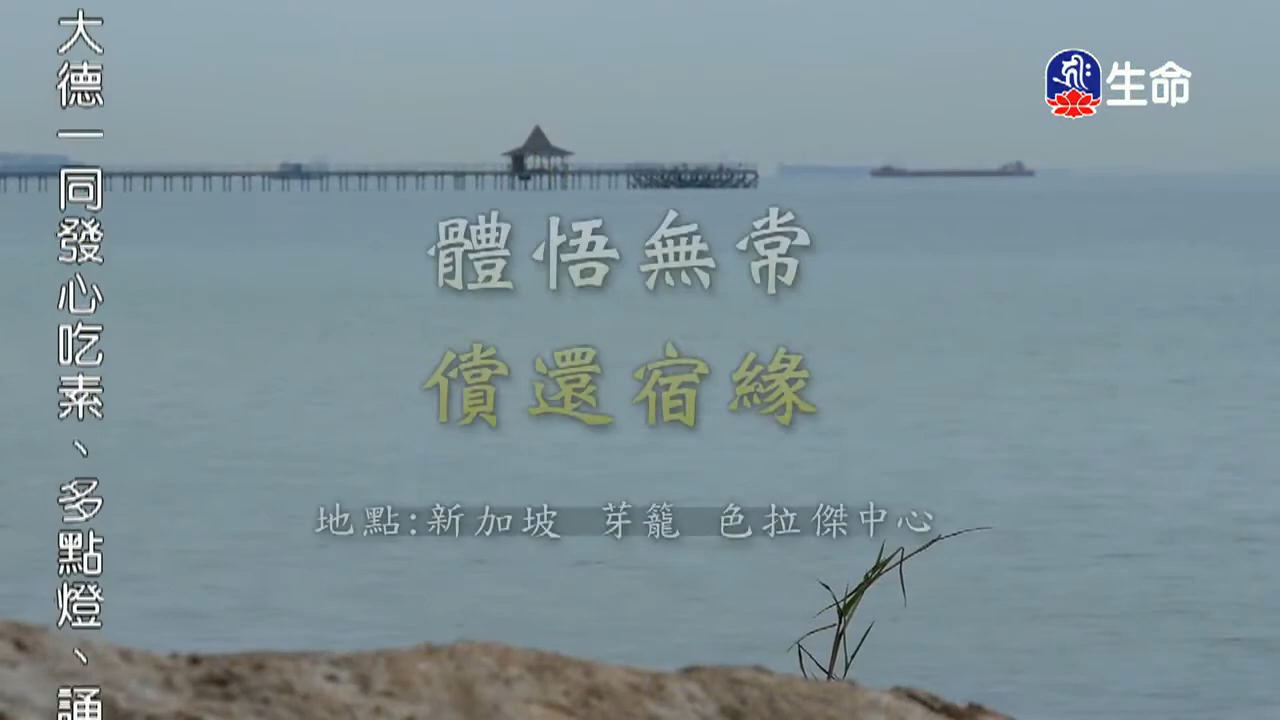 生命
體悟無常
償還宿緣
地點:新加坡 芽籠 色拉傑中心
大德一同發心吃素、多點燈、誦